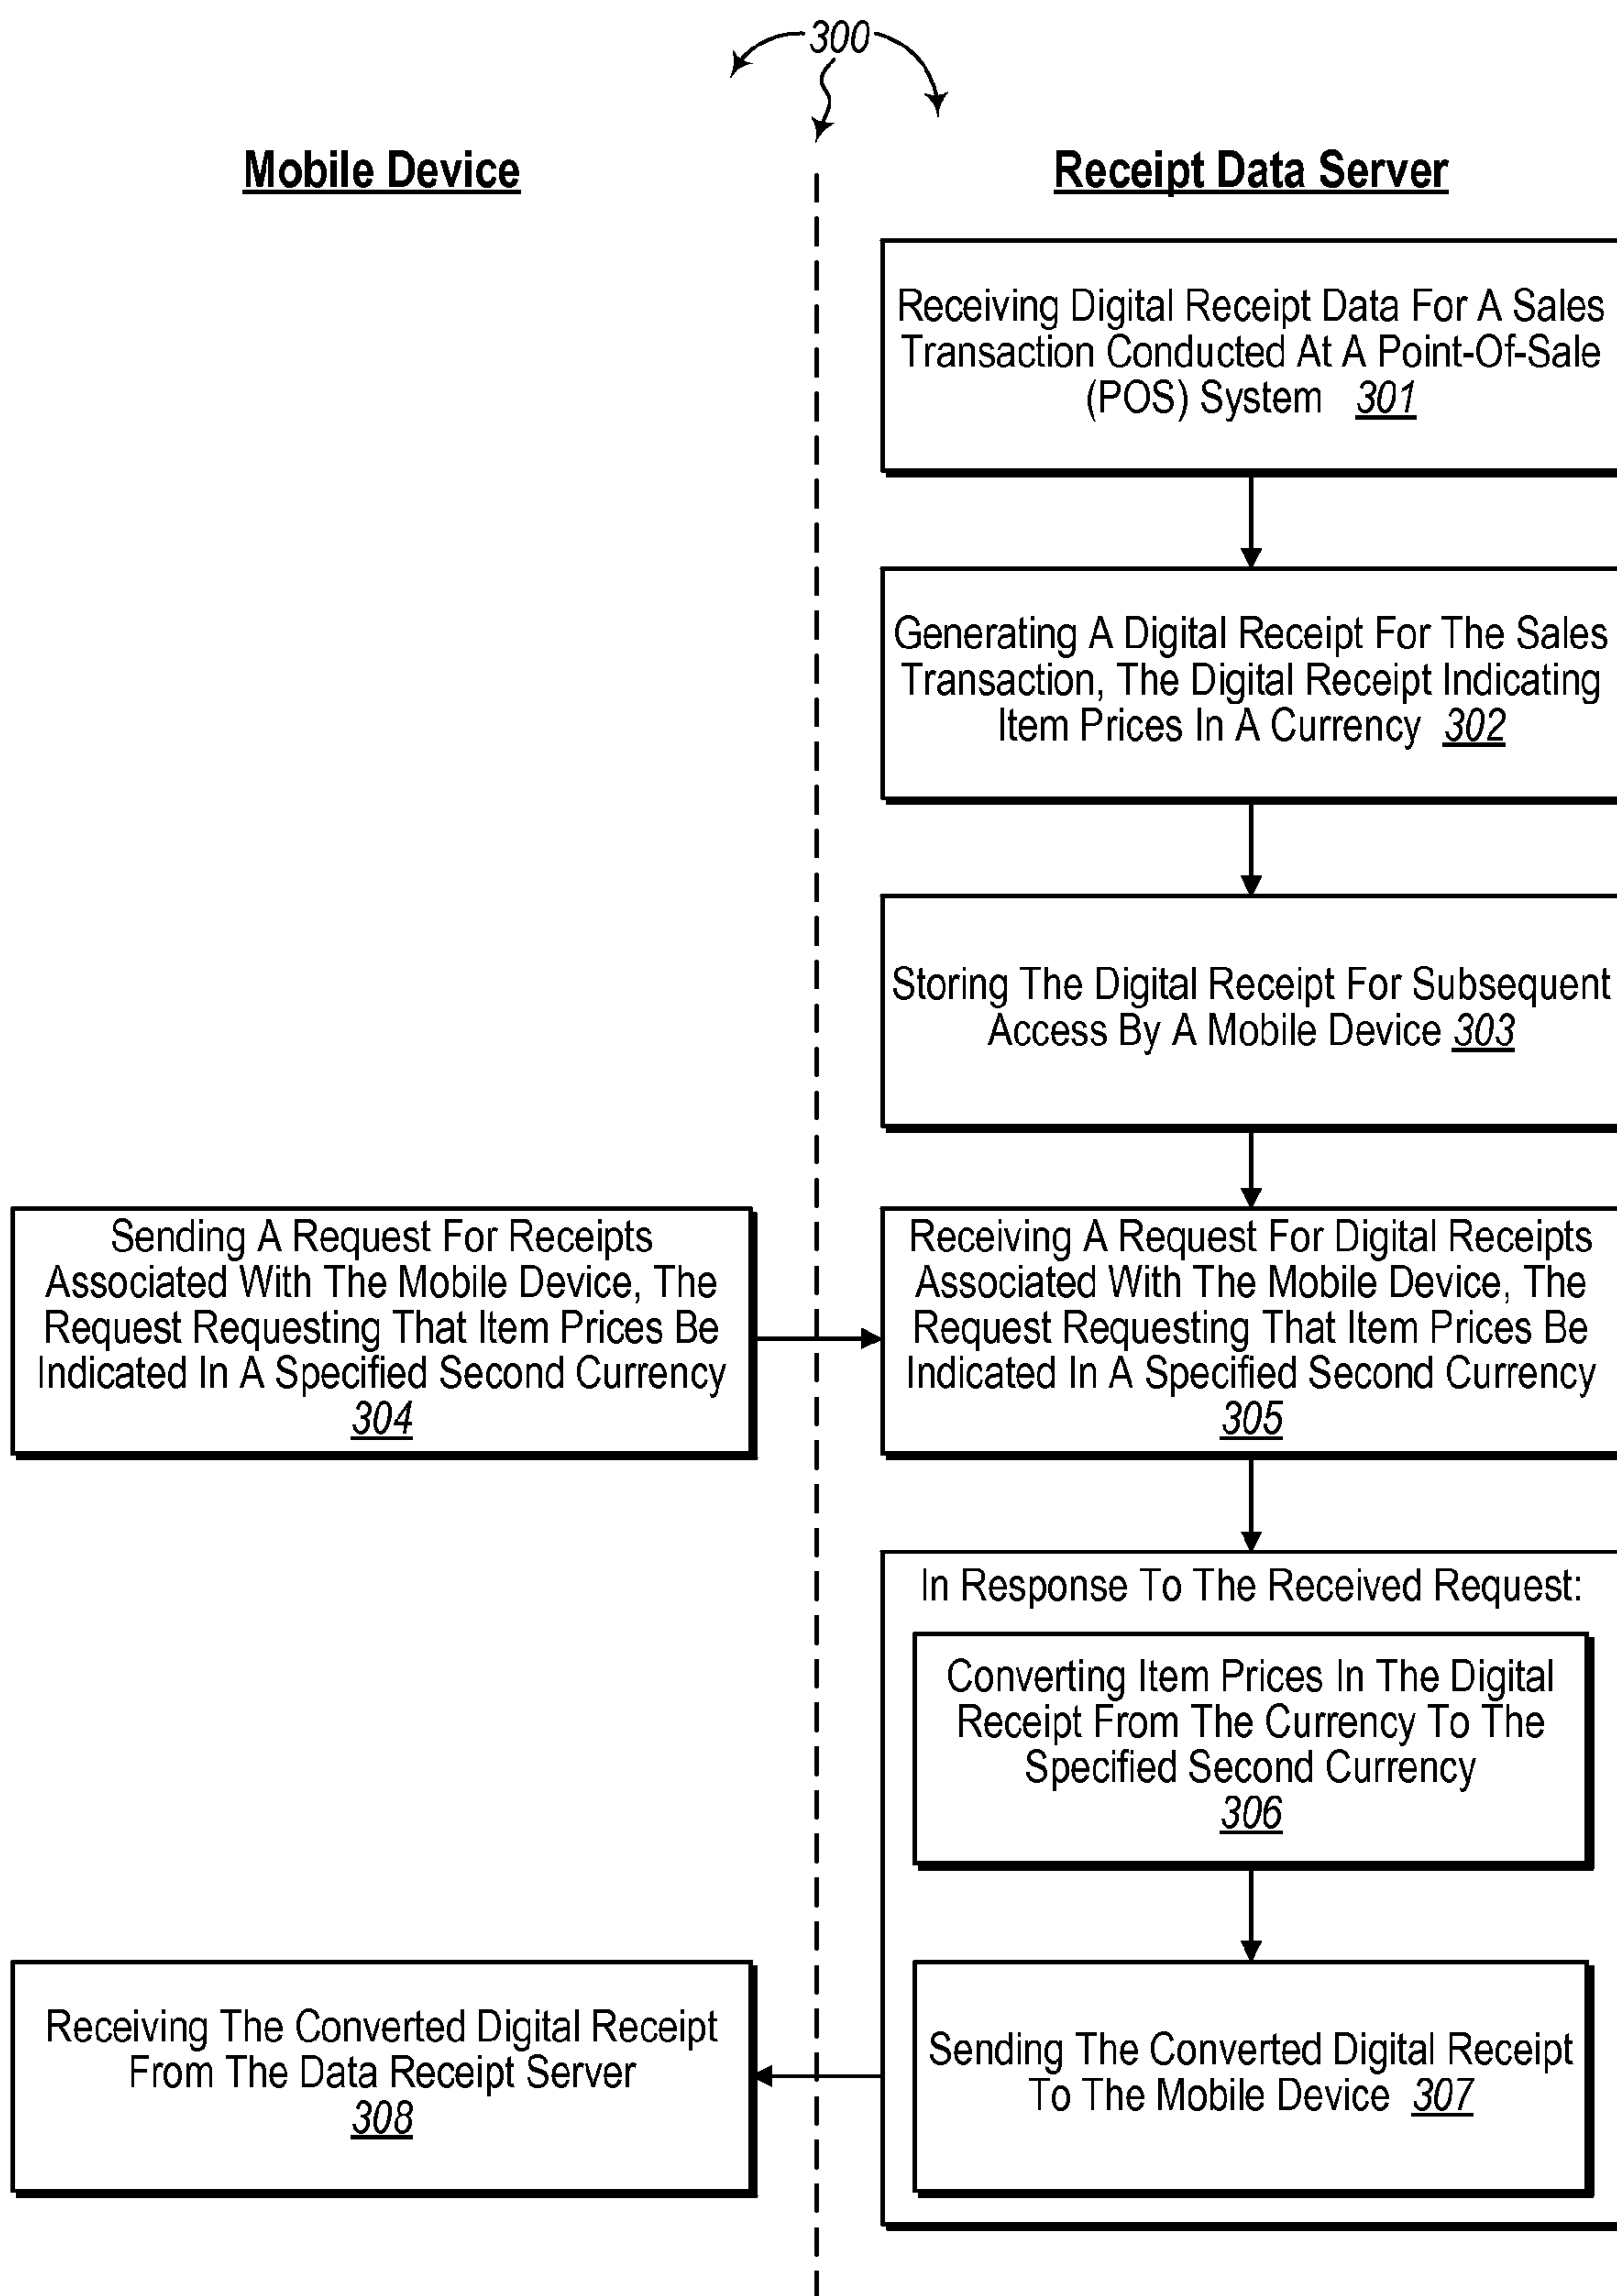 300
Mobile Device
Receipt Data Server
Receiving Digital Receipt Data For A Sales
Transaction Conducted At A Point-Of-Sale
(POS) System 301
Generating A Digital Receipt For The Sales
Transaction, The Digital Receipt Indicating
Item Prices In A Currency 302
Storing The Digital Receipt For Subsequent
Access By A Mobile Device 303
Sending A Request For Receipts
Associated With The Mobile Device, The
Request Requesting That Item Prices Be
Indicated In A Specified Second Currency
304
Receiving A Request For Digital Receipts
Associated With The Mobile Device, The
Request Requesting That Item Prices Be
Indicated In A Specified Second Currency
305
In Response To The Received Request:
Converting Item Prices In The Digital
Receipt From The Currency To The
Specified Second Currency
306
Sending The Converted Digital Receipt
To The Mobile Device 307
Receiving The Converted Digital Receipt
From The Data Receipt Server
308